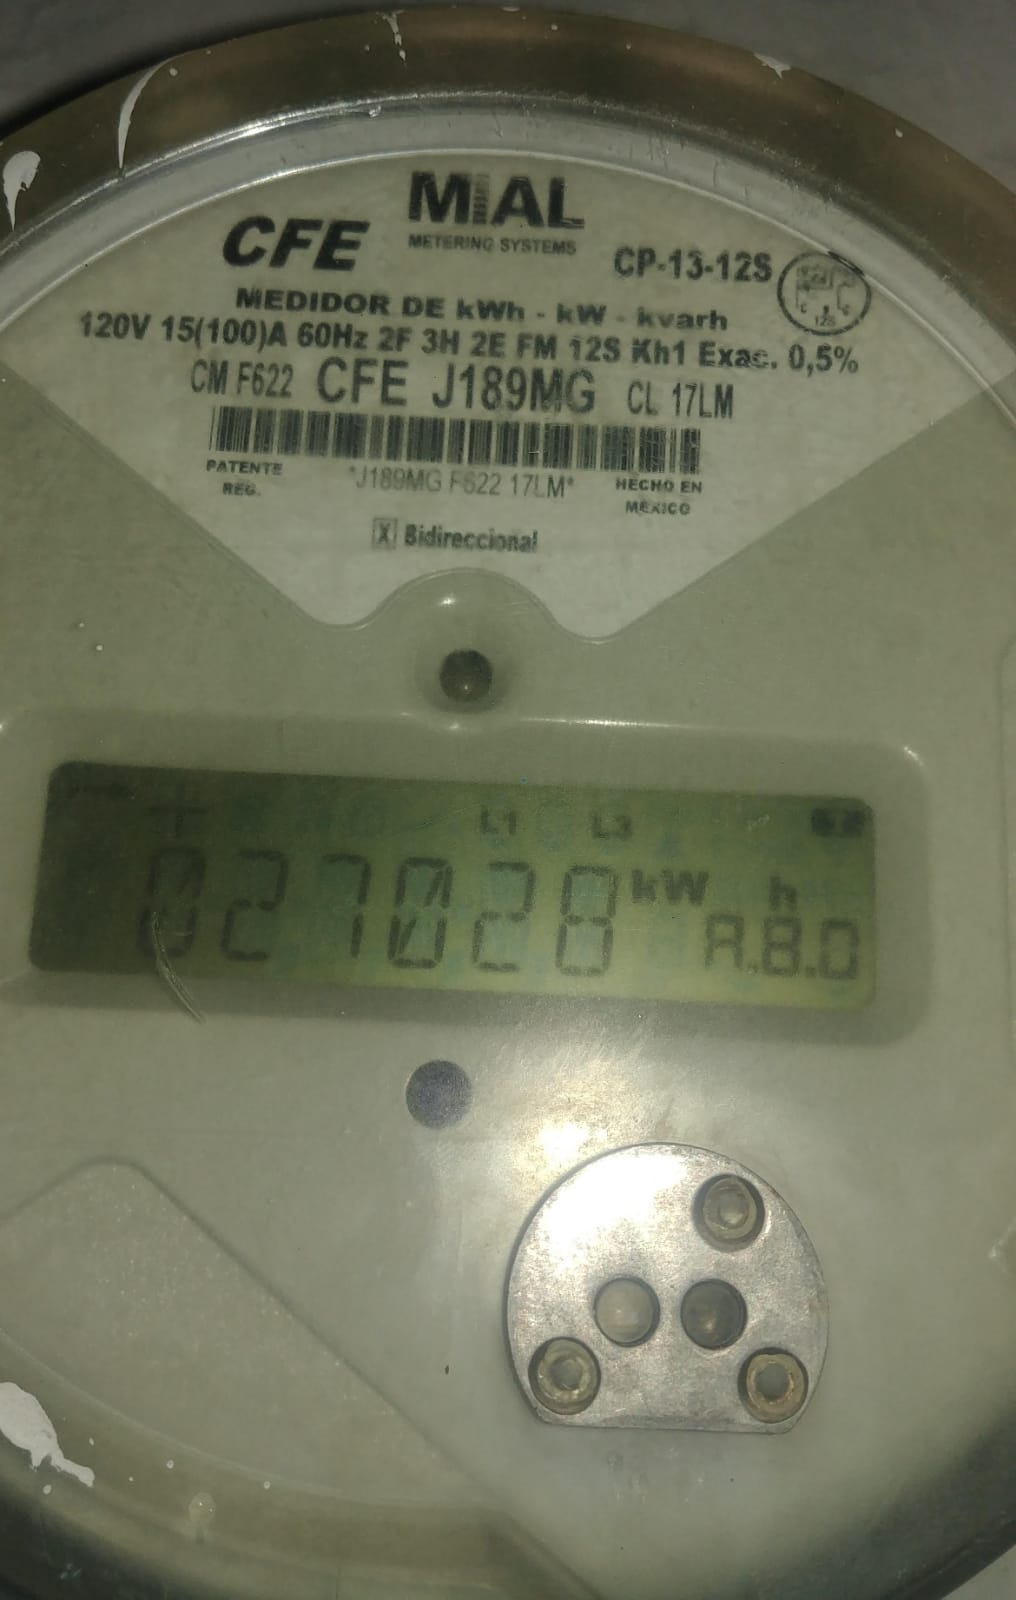 MIAL
METERING SYSTEMS
CFE
CP-13-12S
12S
MEDIDOR DE kWh - kW - kvarh
120V 15(100)A 60Hz 2F 3H 2E FM 12S Kh1 Exac. 0,5%
CM F622 CFE J189MG CL 17LM
PATENTE REG.
*J189MG F622 17LM*
HECHO EN MÉXICO
X Bidireccional
L1 L3
027028 kW h A.8.0